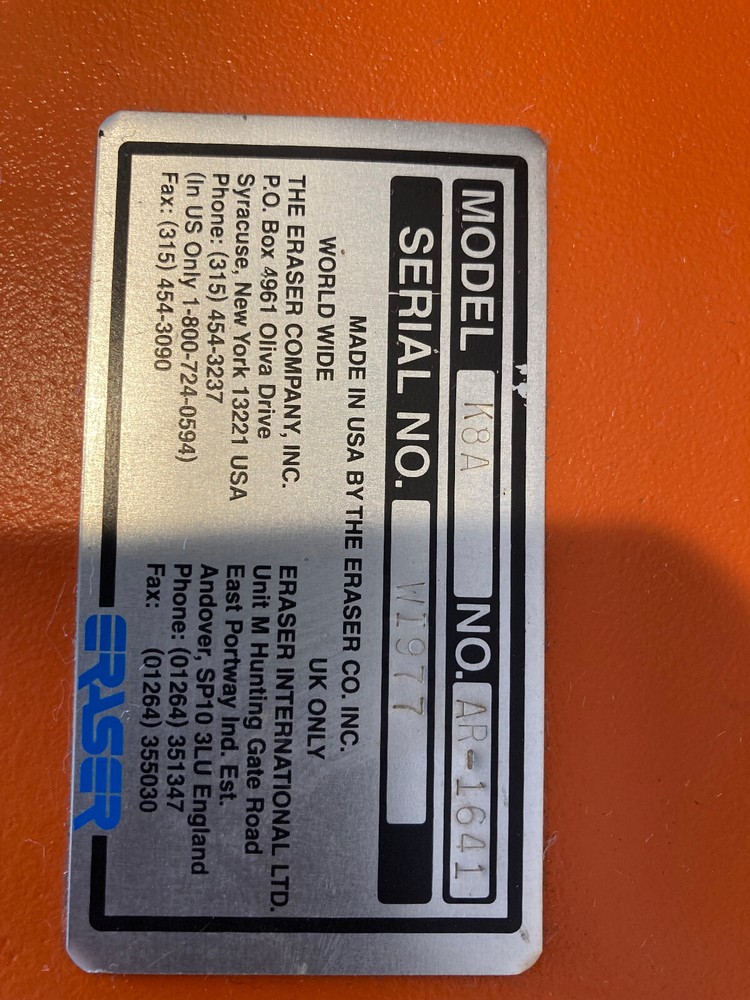 MODEL K8A NO. AR-1641
SERIAL NO. W1977
MADE IN USA BY THE ERASER CO. INC.
WORLD WIDE
THE ERASER COMPANY, INC.
P.O. Box 4961 Oliva Drive
Syracuse, New York 13221 USA
Phone: (315) 454-3237
(In US Only 1-800-724-0594)
Fax: (315) 454-3090
UK ONLY
ERASER INTERNATIONAL LTD.
Unit M Hunting Gate Road
East Portway Ind. Est.
Andover, SP10 3LU England
Phone: (01264) 351347
Fax: (01264) 355030
ERASER